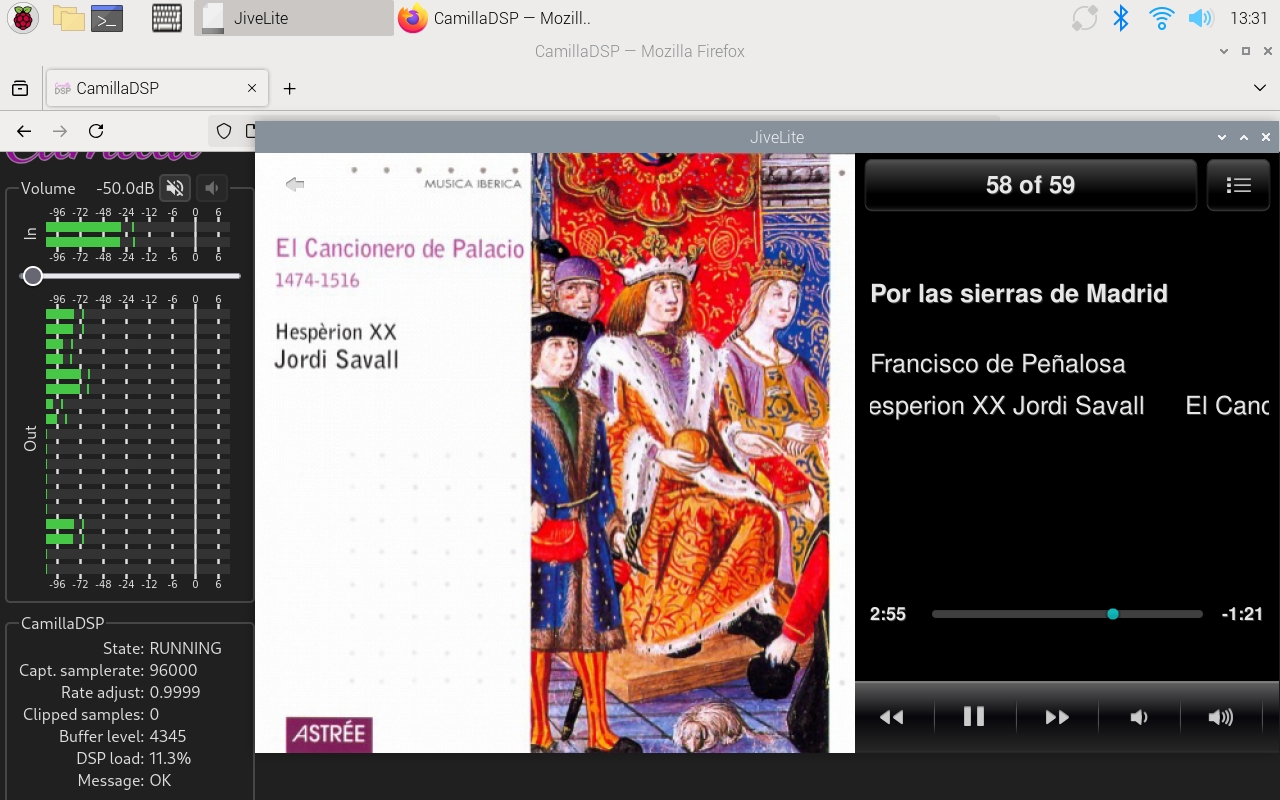 JiveLite
CamillaDSP — Mozill..
13:31
CamillaDSP — Mozilla Firefox
DSP
CamillaDSP
JiveLite
Volume
-50.0dB
-96 -72 -48 -24 -12 -6 0 6
In
-96 -72 -48 -24 -12 -6 0 6
-96 -72 -48 -24 -12 -6 0 6
Out
-96 -72 -48 -24 -12 -6 0 6
CamillaDSP
State: RUNNING
Capt. samplerate: 96000
Rate adjust: 0.9999
Clipped samples: 0
Buffer level: 4345
DSP load: 11.3%
Message: OK
MUSICA IBERICA
El Cancionero de Palacio
1474-1516
Hespèrion XX
Jordi Savall
ASTRÉE
58 of 59
Por las sierras de Madrid
Francisco de Peñalosa
esperion XX Jordi Savall El Canc
2:55
-1:21